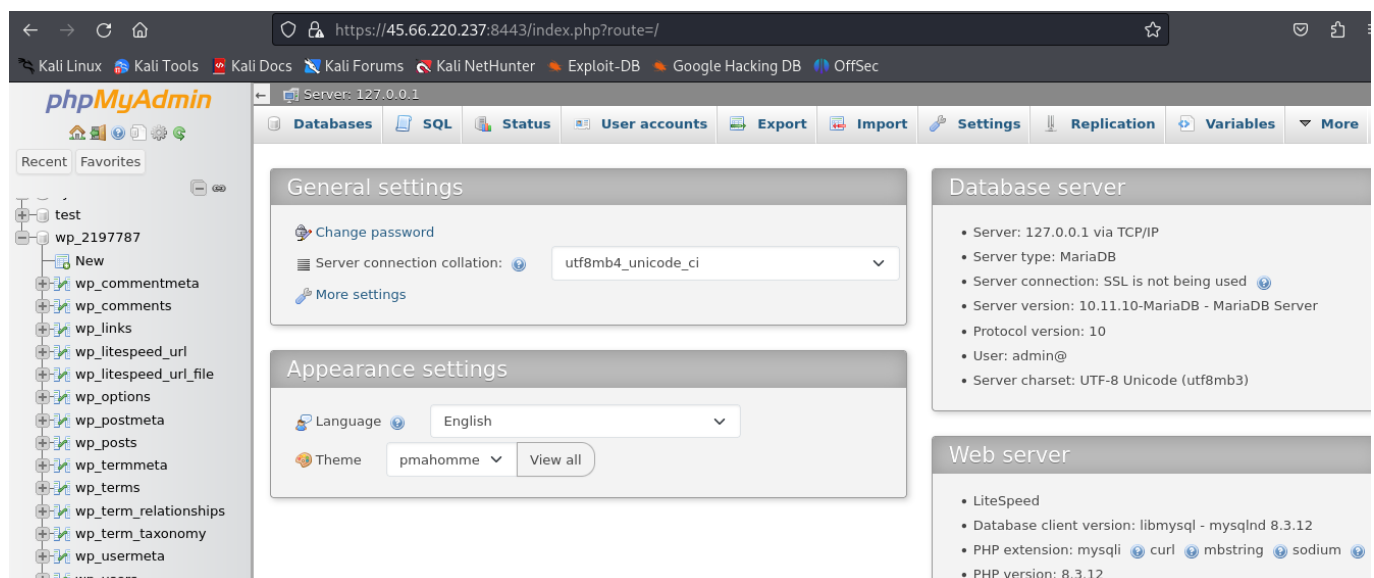 https://45.66.220.237:8443/index.php?route=/
Kali Linux Kali Tools Kali Docs Kali Forums Kali NetHunter Exploit-DB Google Hacking DB OffSec
phpMyAdmin
Recent Favorites
test
wp_2197787
New
wp_commentmeta
wp_comments
wp_links
wp_litespeed_url
wp_litespeed_url_file
wp_options
wp_postmeta
wp_posts
wp_termmeta
wp_terms
wp_term_relationships
wp_term_taxonomy
wp_usermeta
Server: 127.0.0.1
Databases SQL Status User accounts Export Import Settings Replication Variables More
General settings
Change password
Server connection collation: utf8mb4_unicode_ci
More settings
Appearance settings
Language English
Theme pmahomme View all
Database server
• Server: 127.0.0.1 via TCP/IP
• Server type: MariaDB
• Server connection: SSL is not being used
• Server version: 10.11.10-MariaDB - MariaDB Server
• Protocol version: 10
• User: admin@
• Server charset: UTF-8 Unicode (utf8mb3)
Web server
• LiteSpeed
• Database client version: libmysql - mysqlnd 8.3.12
• PHP extension: mysqli curl mbstring sodium
• PHP version: 8.3.12